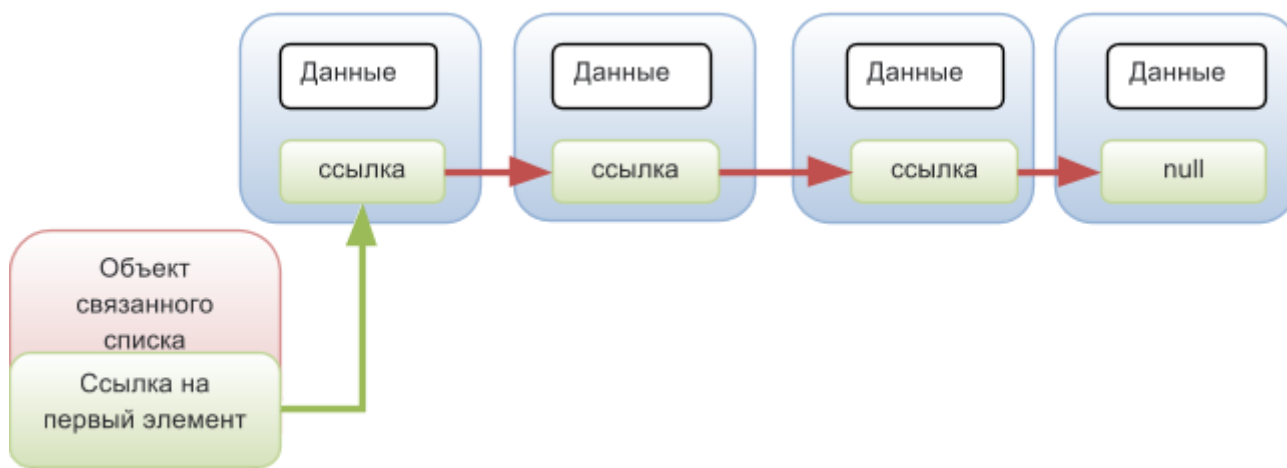 Данные
Данные
Данные
Данные
ссылка
ссылка
ссылка
null
Объект
связанного
списка
Ссылка на
первый элемент